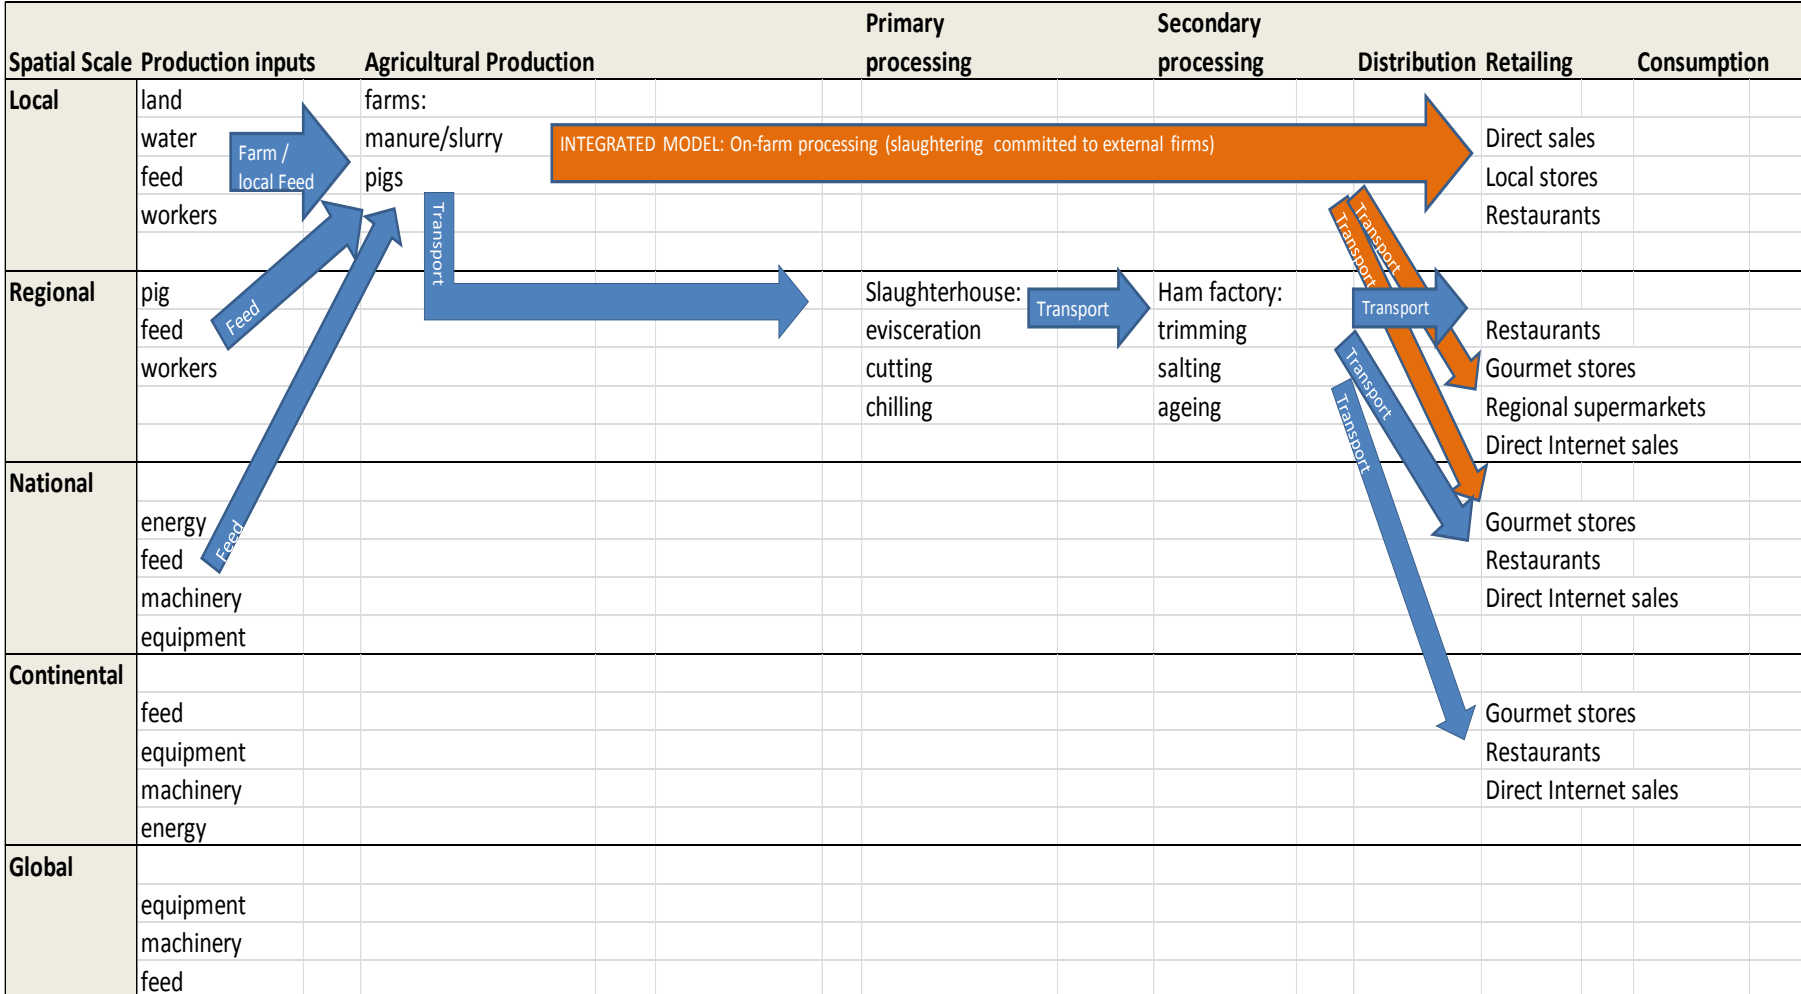 Primary Secondary
Spatial Scale Production inputs Agricultural Production processing processing Distribution Retailing Consumption
Local land farms:
water manure/slurry INTEGRATED MODEL: On-farm processing (slaughtering committed to external firms) Direct sales
Farm /
local Feed
feed pigs Local stores
workers Restaurants
Transport
Transport
Transport
Regional pig Slaughterhouse: Transport Ham factory: Transport
Feed
feed evisceration trimming Restaurants
workers cutting salting Gourmet stores
chilling ageing Regional supermarkets
Transport
Transport
Direct Internet sales
National
energy Gourmet stores
Feed
feed Restaurants
machinery Direct Internet sales
equipment
Continental
feed Gourmet stores
equipment Restaurants
machinery Direct Internet sales
energy
Global
equipment
machinery
feed